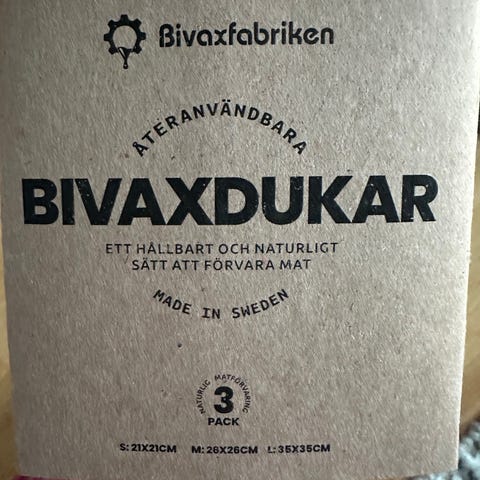 Bivaxfabriken
ÅTERANVÄNDBARA
BIVAXDUKAR
ETT HÅLLBART OCH NATURLIGT
SÄTT ATT FÖRVARA MAT
MADE IN SWEDEN
NATURLIG MATFÖRVARING
3
PACK
S: 21X21CM M: 26X26CM L: 35X35CM